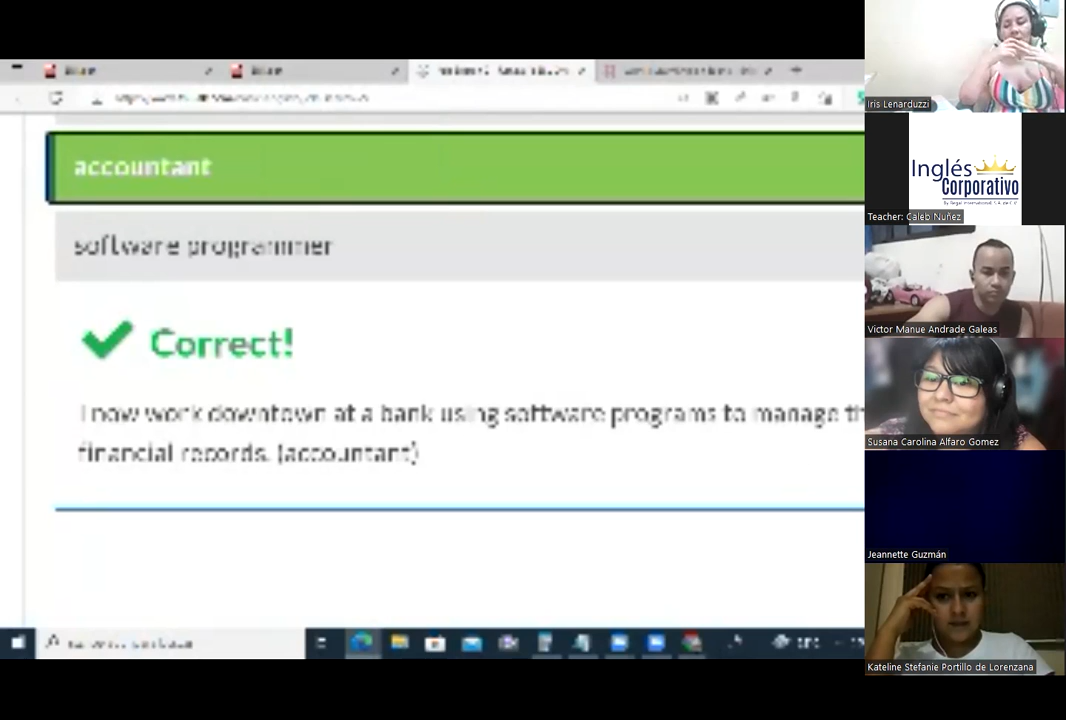 accountant
software programmer
Correct!
I now work downtown at a bank using software programs to manage th
financial records. (accountant)
Iris Lenarduzzi
Inglés
Corporativo
Teacher: Caleb Nuñez
Victor Manue Andrade Galeas
Susana Carolina Alfaro Gomez
Jeannette Guzmán
Kateline Stefanie Portillo de Lorenzana